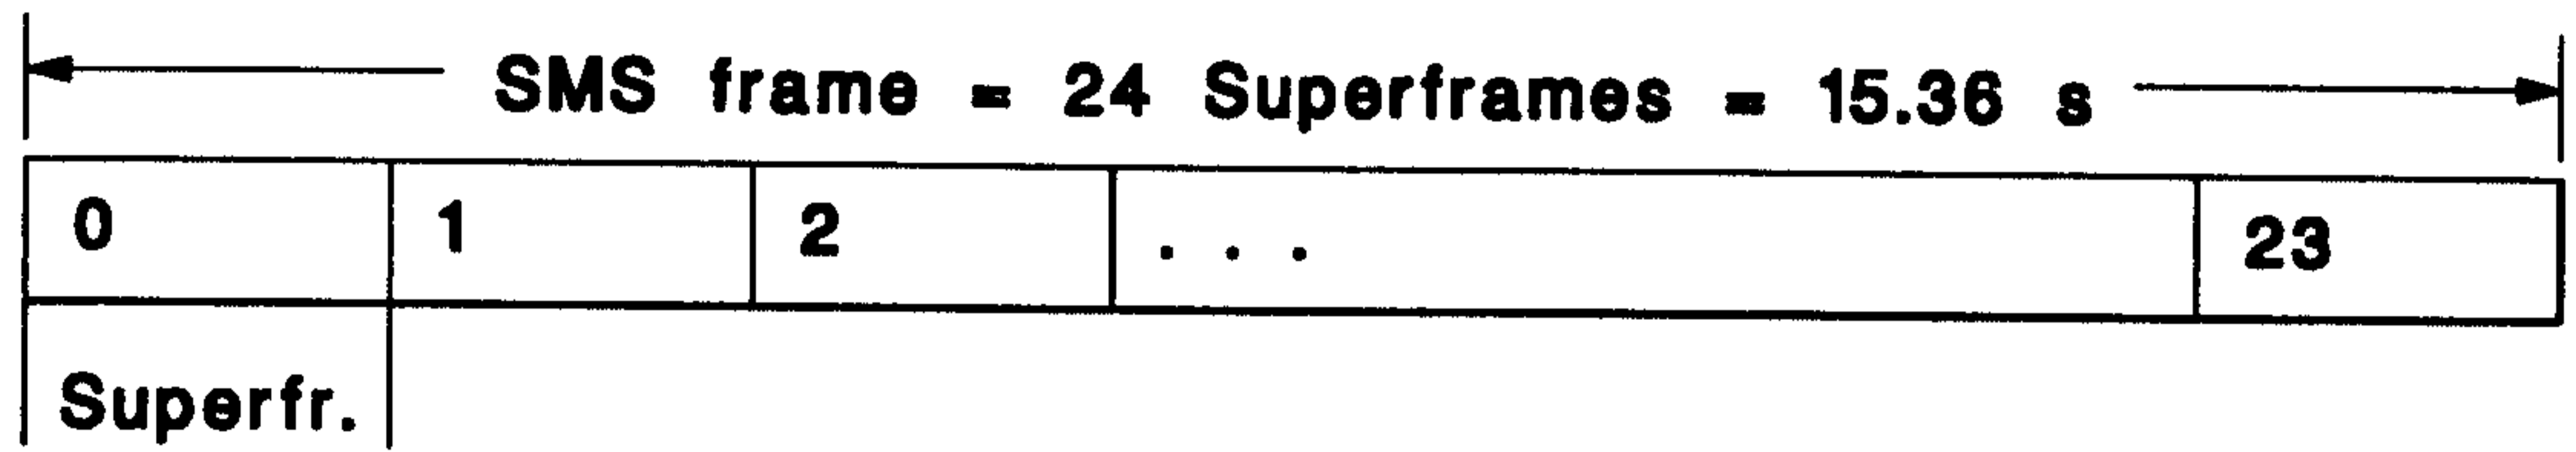 SMS frame = 24 Superframes = 15.36 s
0 1 2 . . . 23
Superfr.